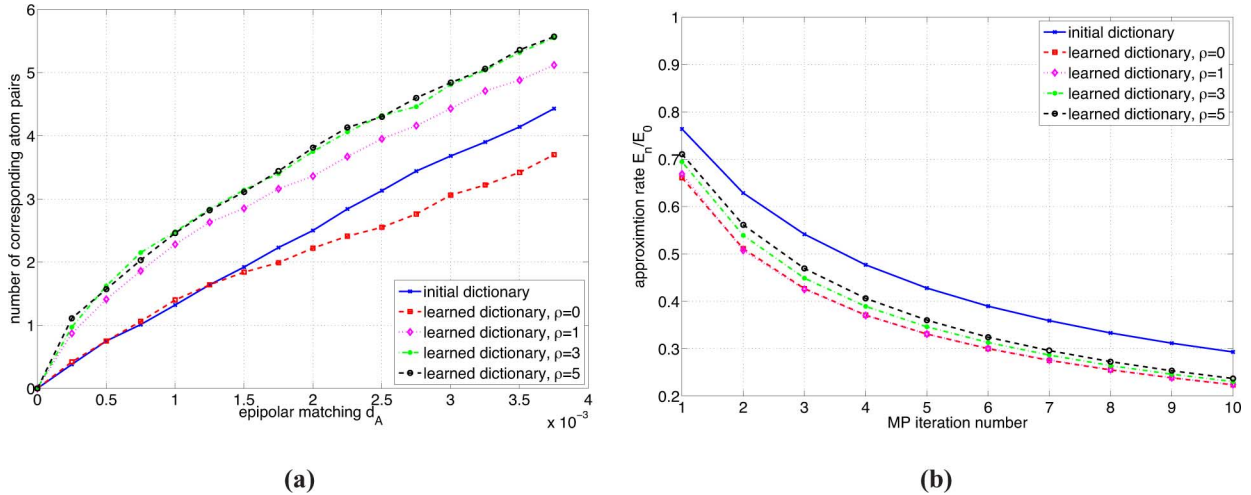 6
5
4
3
2
1
0
number of corresponding atom pairs
initial dictionary
learned dictionary, ρ=0
learned dictionary, ρ=1
learned dictionary, ρ=3
learned dictionary, ρ=5
0 0.5 1 1.5 2 2.5 3 3.5 4
epipolar matching d_A
x 10⁻³
(a)
1
0.9
0.8
0.7
0.6
0.5
0.4
0.3
0.2
approximtion rate E_n/E_0
initial dictionary
learned dictionary, ρ=0
learned dictionary, ρ=1
learned dictionary, ρ=3
learned dictionary, ρ=5
1 2 3 4 5 6 7 8 9 10
MP iteration number
(b)